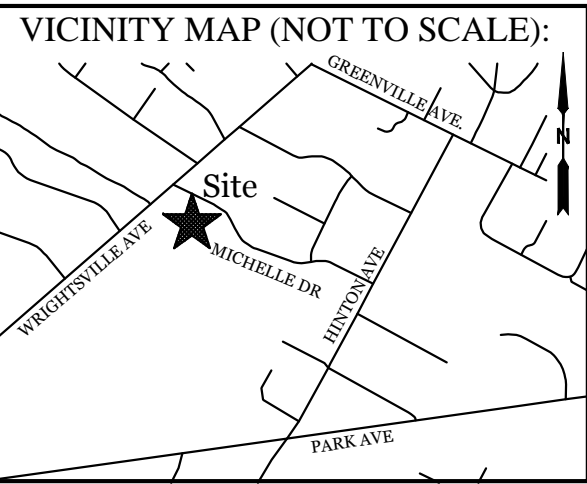 VICINITY MAP (NOT TO SCALE):
GREENVILLE AVE.
N
Site
WRIGHTSVILLE AVE
MICHELLE DR
HINTON AVE
PARK AVE